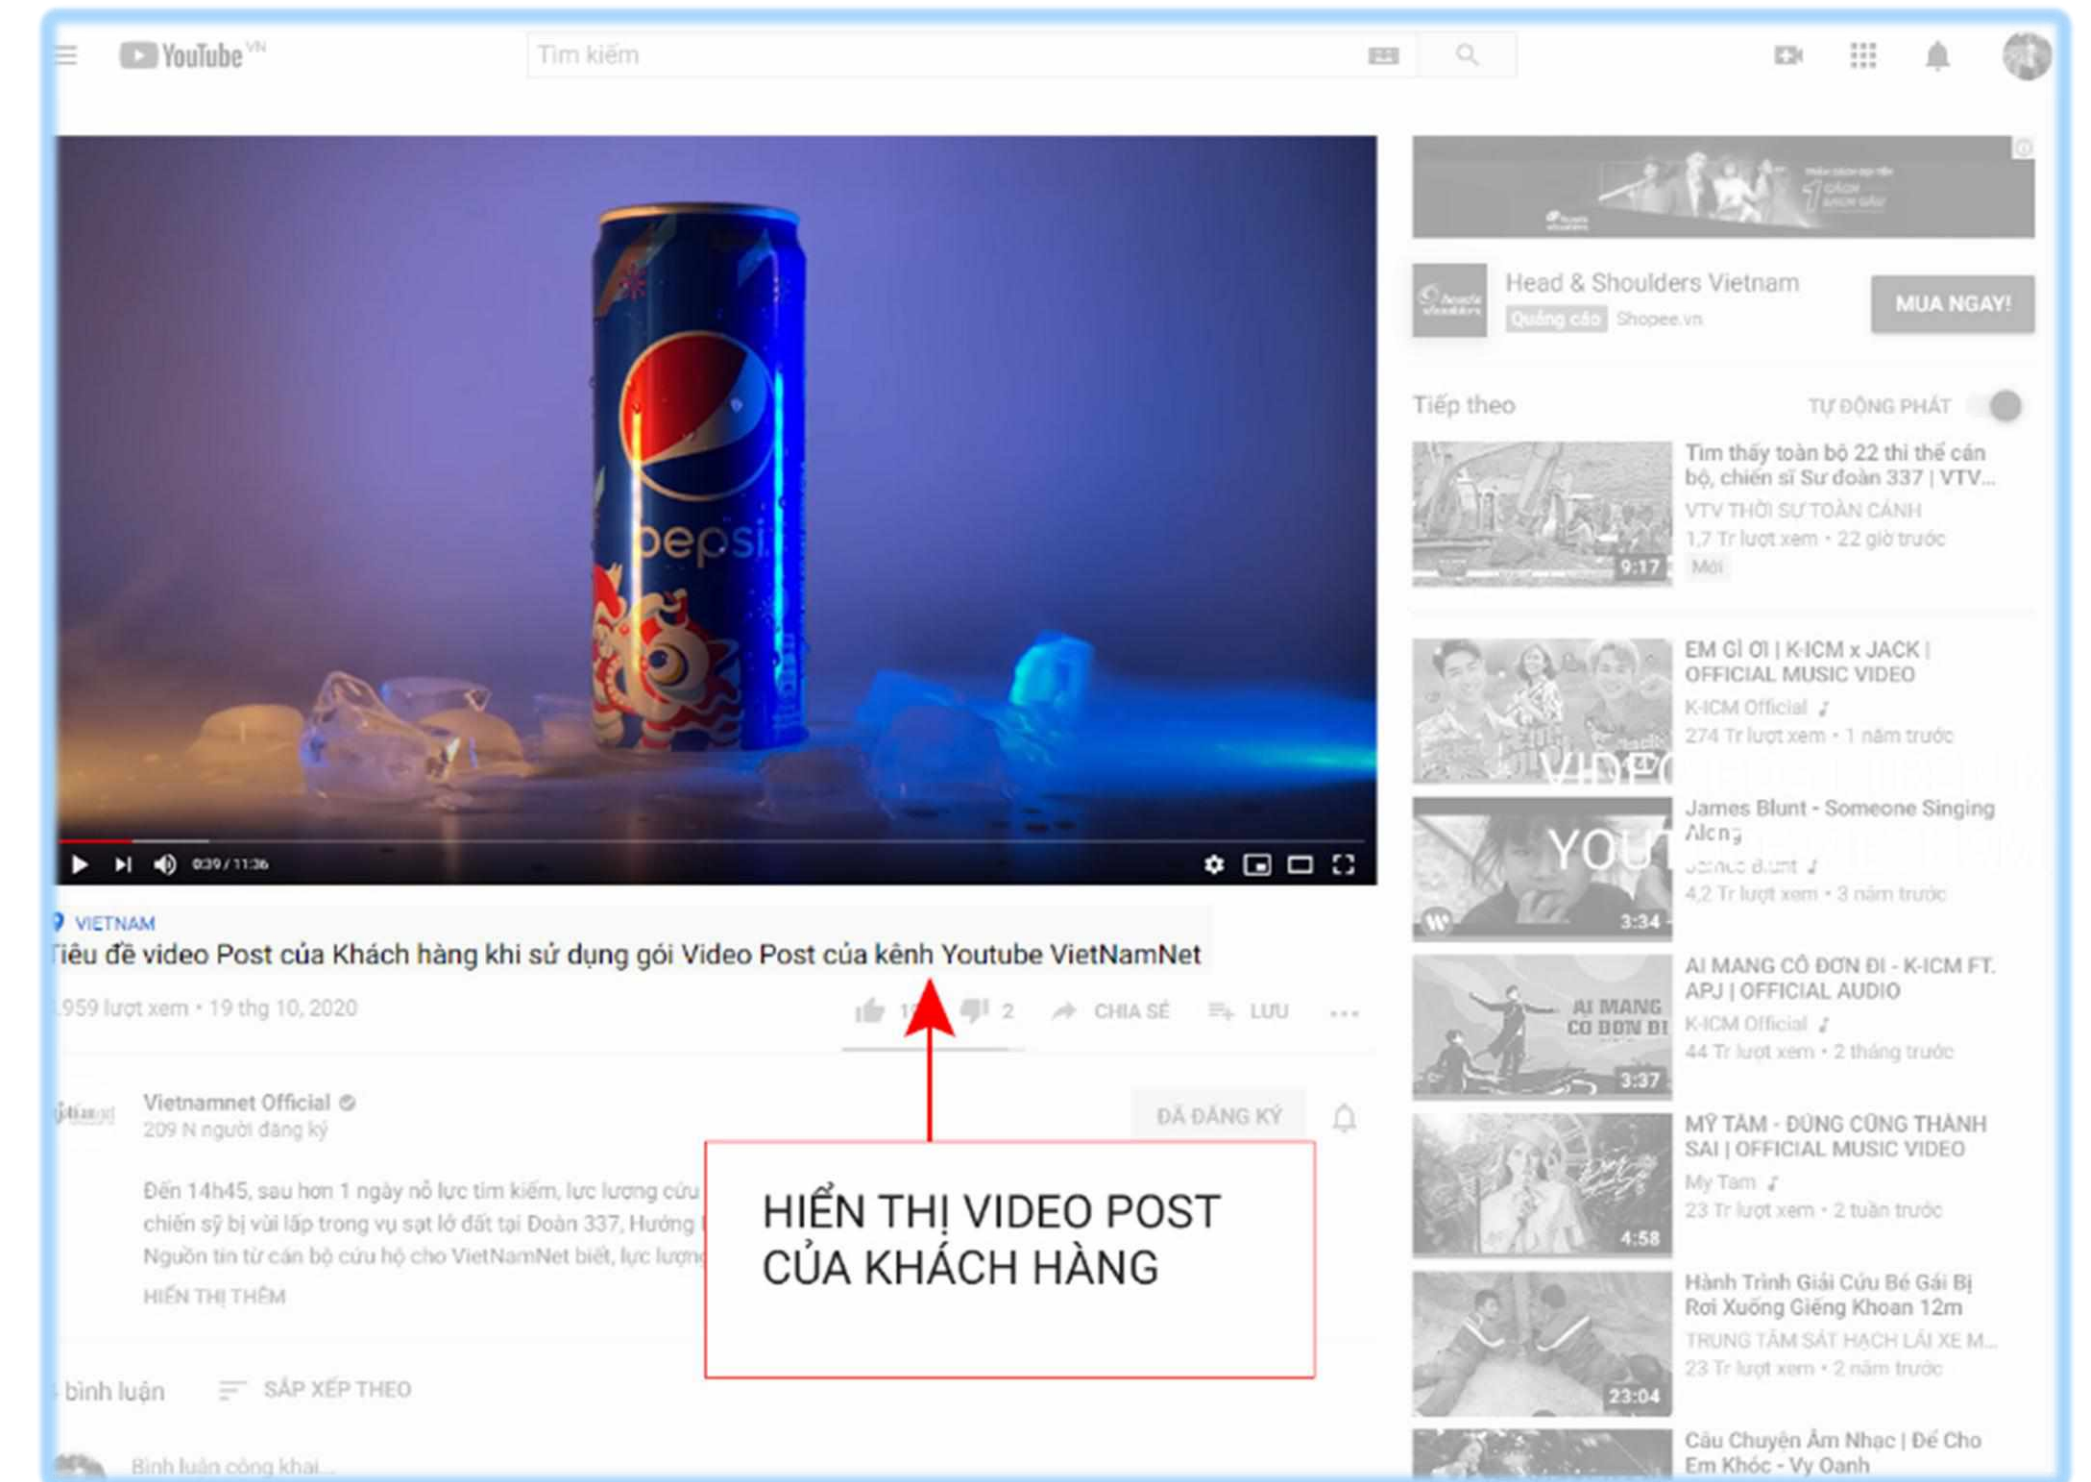 YouTube VN
Tìm kiếm
pepsi
0:39 / 11:36
VIETNAM
Tiêu đề video Post của Khách hàng khi sử dụng gói Video Post của kênh Youtube VietNamNet
.959 lượt xem • 19 thg 10, 2020
2
CHIA SẺ
LƯU
Vietnamnet Official
209 N người đăng ký
ĐÃ ĐĂNG KÝ
Đến 14h45, sau hơn 1 ngày nỗ lực tìm kiếm, lực lượng cứu
chiến sỹ bị vùi lấp trong vụ sạt lở đất tại Đoàn 337, Hướng
Nguồn tin từ cán bộ cứu hộ cho VietNamNet biết, lực lượng
HIỂN THỊ THÊM
HIỂN THỊ VIDEO POST
CỦA KHÁCH HÀNG
bình luận
SẮP XẾP THEO
Bình luận công khai...
Head & Shoulders Vietnam
Quảng cáo Shopee.vn
MUA NGAY!
Tiếp theo
TỰ ĐỘNG PHÁT
Tìm thấy toàn bộ 22 thi thể cán
bộ, chiến sĩ Sư đoàn 337 | VTV...
VTV THỜI SỰ TOÀN CẢNH
1,7 Tr lượt xem • 22 giờ trước
Mới
9:17
EM GÌ ƠI | K-ICM x JACK |
OFFICIAL MUSIC VIDEO
K-ICM Official
274 Tr lượt xem • 1 năm trước
VIDEO
James Blunt - Someone Singing
Along
James Blunt
4,2 Tr lượt xem • 3 năm trước
3:34
AI MANG CÔ ĐƠN ĐI - K-ICM FT.
APJ | OFFICIAL AUDIO
K-ICM Official
44 Tr lượt xem • 2 tháng trước
AI MANG
CO DON DI
3:37
MỸ TÂM - ĐÚNG CŨNG THÀNH
SAI | OFFICIAL MUSIC VIDEO
My Tam
23 Tr lượt xem • 2 tuần trước
4:58
Hành Trình Giải Cứu Bé Gái Bị
Rơi Xuống Giếng Khoan 12m
TRUNG TÂM SÁT HẠCH LÁI XE M...
23 Tr lượt xem • 2 năm trước
23:04
Câu Chuyện Âm Nhạc | Để Cho
Em Khóc - Vy Oanh